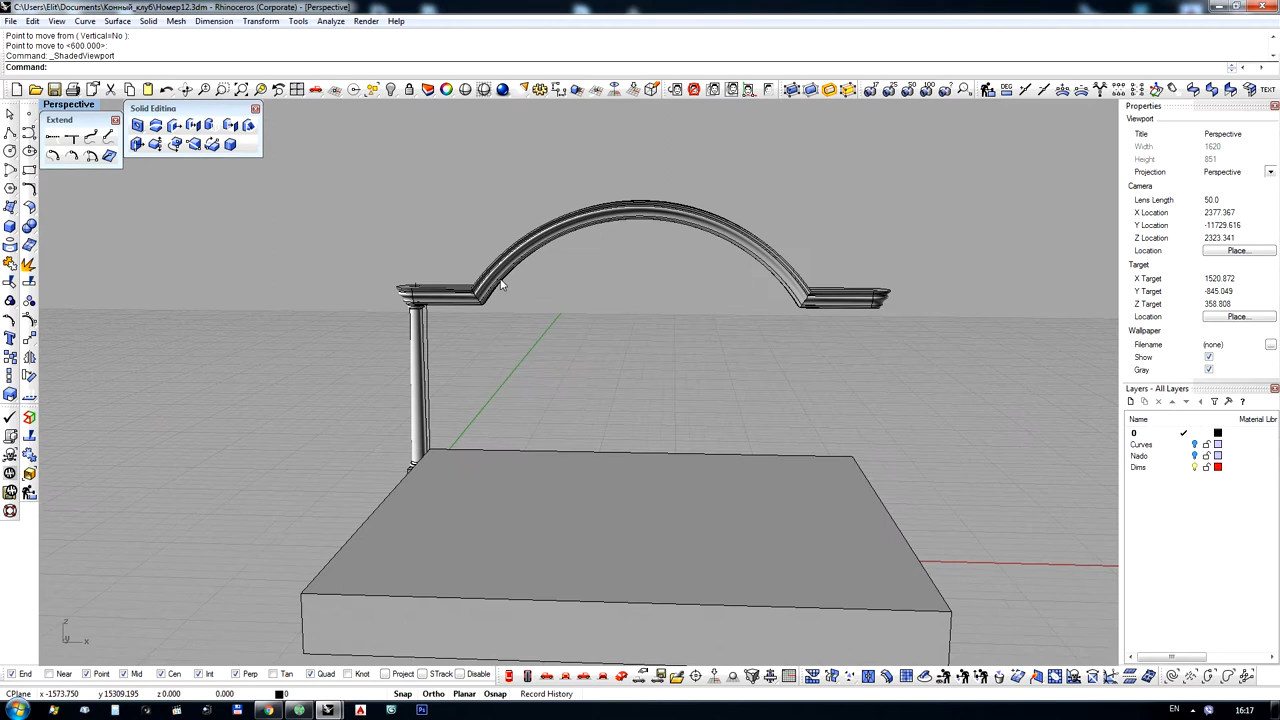 C:\Users\Elit\Documents\Конный_клуб\Номер12.3dm - Rhinoceros (Corporate) - [Perspective]
File Edit View Curve Surface Solid Mesh Dimension Transform Tools Analyze Render Help
Point to move from ( Vertical=No ):
Point to move to <600.000>:
Command: _ShadedViewport
Command:
TEXT
Perspective
Solid Editing
Extend
Properties
Viewport
Title Perspective
Width 1620
Height 851
Projection Perspective
Camera
Lens Length 50.0
X Location 2377.367
Y Location -11729.616
Z Location 2323.341
Location Place...
Target
X Target 1520.872
Y Target -845.049
Z Target 358.808
Location Place...
Wallpaper
Filename (none) ...
Show
Gray
Layers - All Layers
Name Material Libr
0
Curves
Nado
Dims
z
y x
End Near Point Mid Cen Int Perp Tan Quad Knot Project STrack Disable
CPlane x -1573.750 y 15309.195 z 0.000 0.000 0 Snap Ortho Planar Osnap Record History
EN 16:17